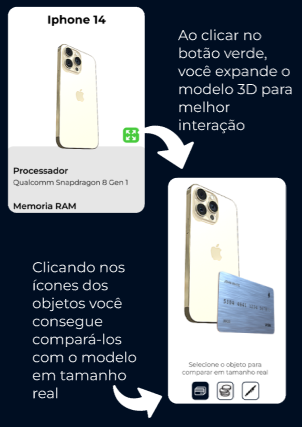 Iphone 14
Ao clicar no
botão verde,
você expande o
modelo 3D para
melhor
interação
Processador
Qualcomm Snapdragon 8 Gen 1
Memoria RAM
Clicando nos
ícones dos
objetos você
consegue
compará-los
com o modelo
em tamanho
real
Selecione o objeto para
comparar em tamanho real